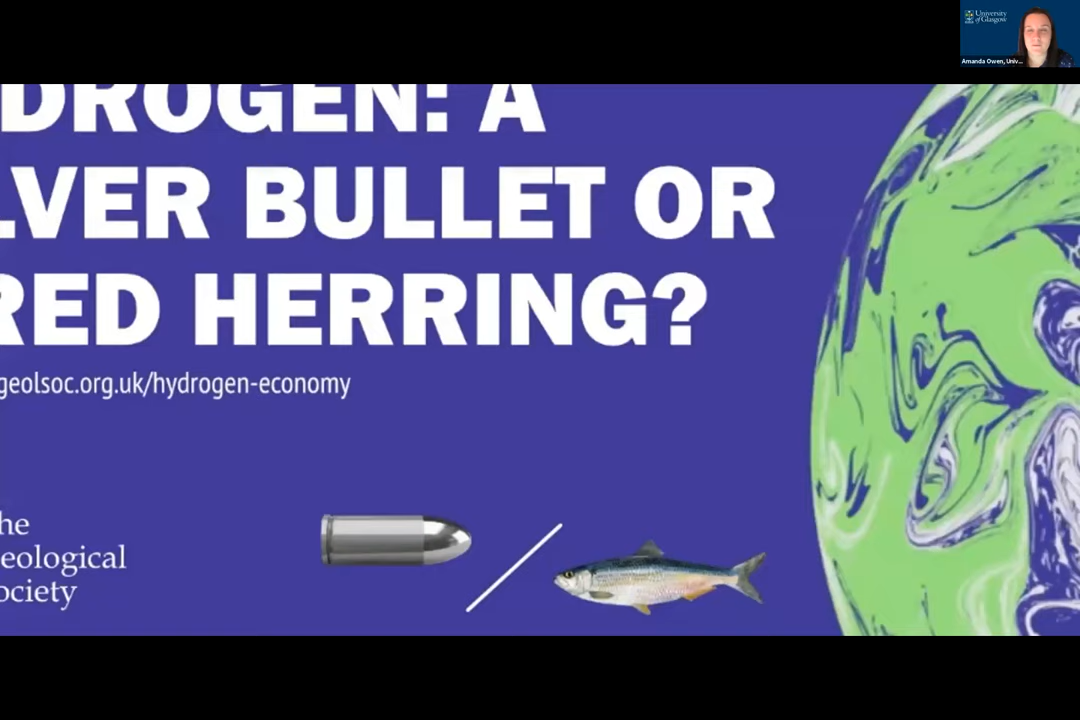 University
of Glasgow
Amanda Owen, Univ...
DROGEN: A
LVER BULLET OR
RED HERRING?
geolsoc.org.uk/hydrogen-economy
he
eological
ociety